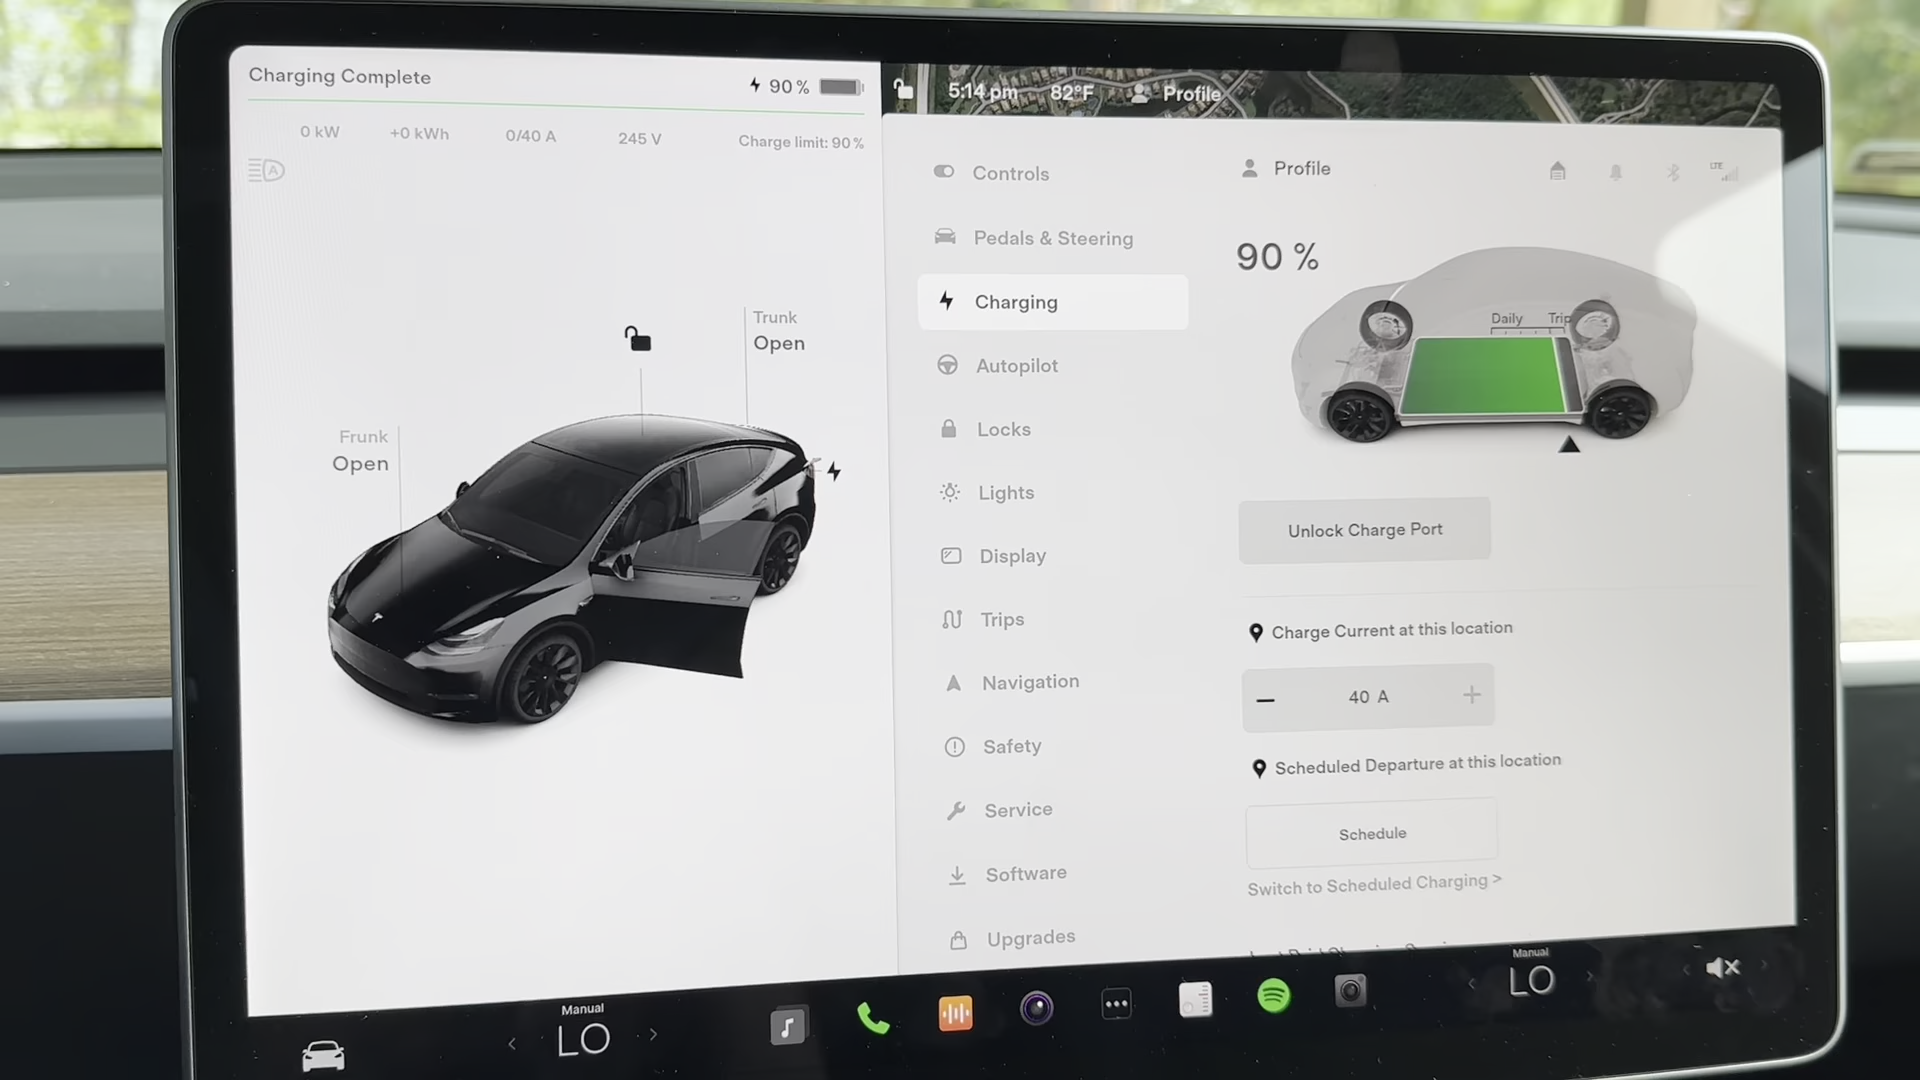 Charging Complete
90 %
0 kW +0 kWh 0/40 A 245 V Charge limit: 90 %
A
Trunk
Open
Frunk
Open
5:14 pm 82°F Profile
Controls
Pedals & Steering
Charging
Autopilot
Locks
Lights
Display
Trips
Navigation
Safety
Service
Software
Upgrades
Profile
LTE
90 %
Daily Trip
Unlock Charge Port
Charge Current at this location
40 A
Scheduled Departure at this location
Schedule
Switch to Scheduled Charging >
Manual
LO
Manual
LO